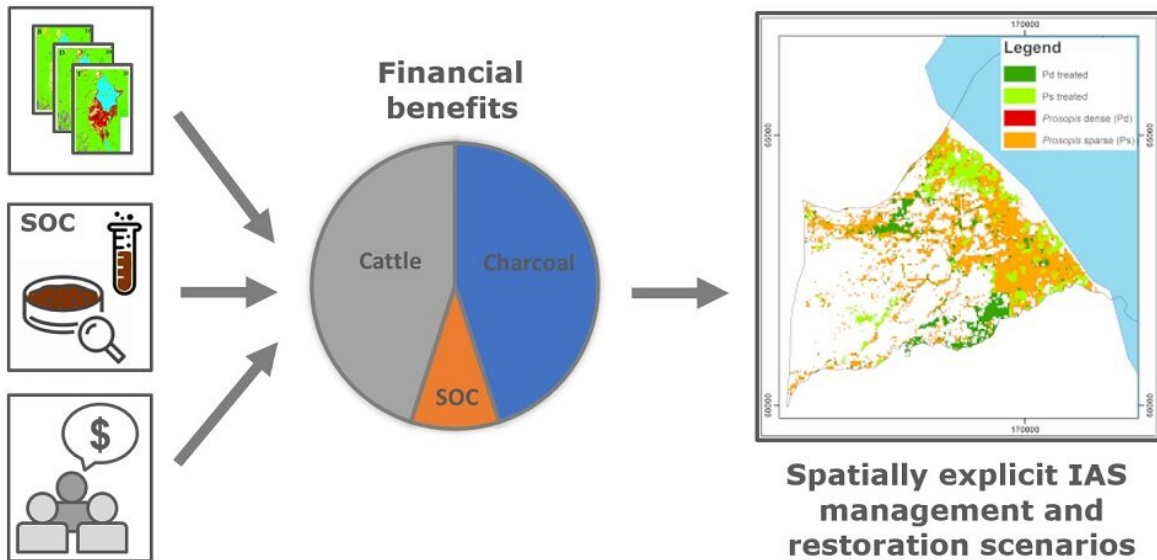 SOC
$
Financial
benefits
Cattle
Charcoal
SOC
170000
Legend
Pd treated
Ps treated
Prosopis dense (Pd)
Prosopis sparse (Ps)
65000
65000
60000
60000
170000
Spatially explicit IAS
management and
restoration scenarios